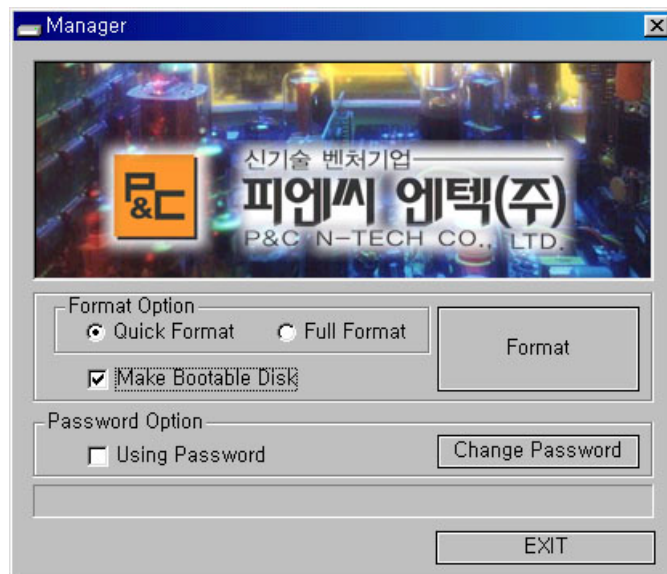 Manager
P&C
신기술 벤처기업
피엔씨 엔텍(주)
P&C N-TECH CO., LTD.
Format Option
Quick Format
Full Format
Format
Make Bootable Disk
Password Option
Using Password
Change Password
EXIT